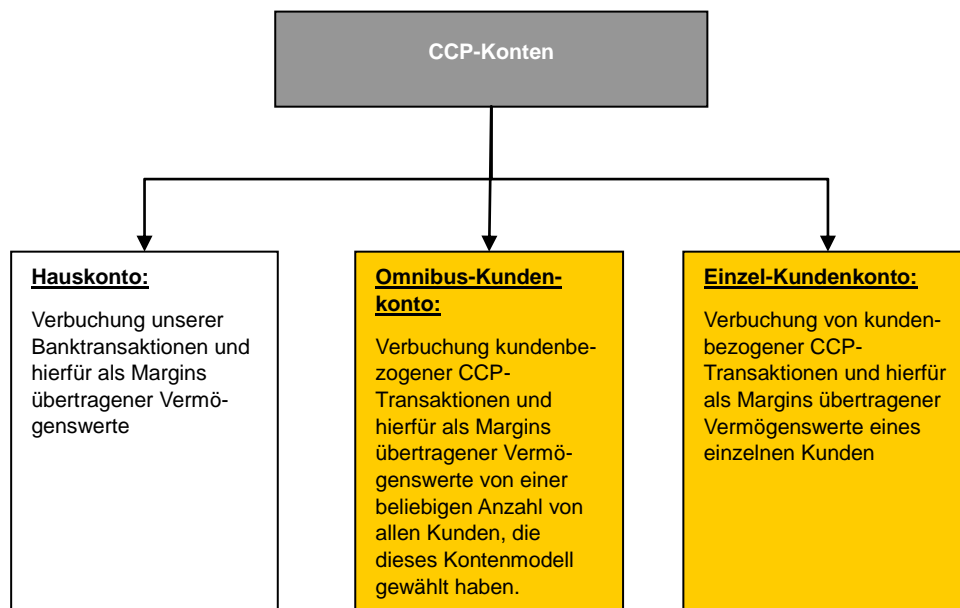 CCP-Konten
Hauskonto:
Verbuchung unserer
Banktransaktionen und
hierfür als Margins
übertragener Vermö-
genswerte
Omnibus-Kunden-
konto:
Verbuchung kundenbe-
zogener CCP-
Transaktionen und
hierfür als Margins
übertragener Vermö-
genswerte von einer
beliebigen Anzahl von
allen Kunden, die
dieses Kontenmodell
gewählt haben.
Einzel-Kundenkonto:
Verbuchung von kunden-
bezogener CCP-
Transaktionen und hierfür
als Margins übertragener
Vermögenswerte eines
einzelnen Kunden